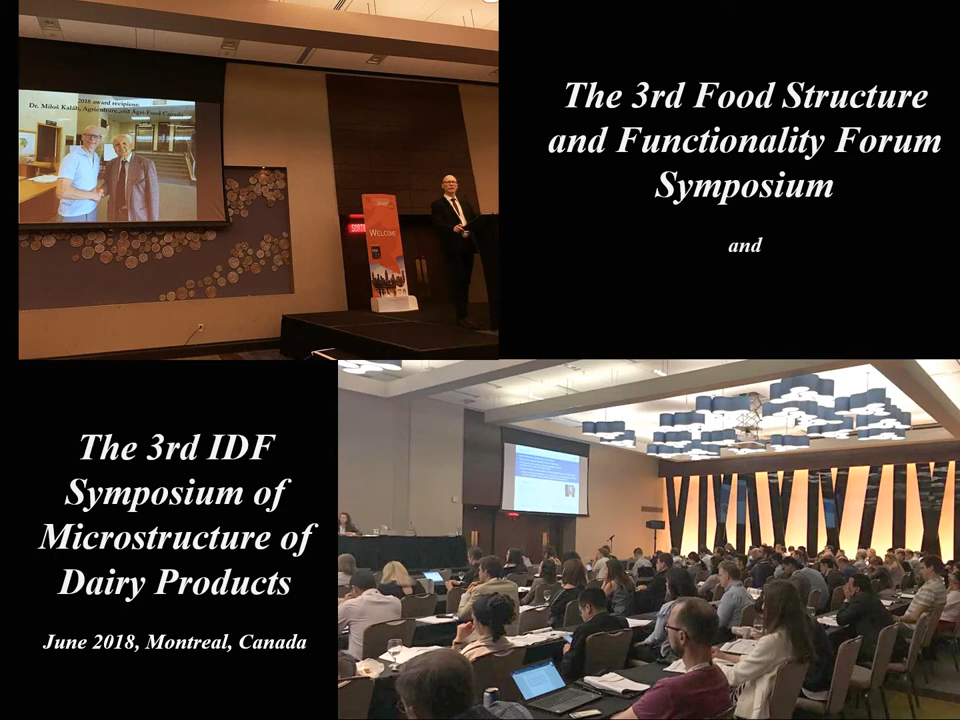 2018 award recipient:
Dr. Miloš Kaláb, Agriculture and Agri-Food Canada
SORTIE
WELCOME
The 3rd Food Structure
and Functionality Forum
Symposium
and
The 3rd IDF
Symposium of
Microstructure of
Dairy Products
June 2018, Montreal, Canada